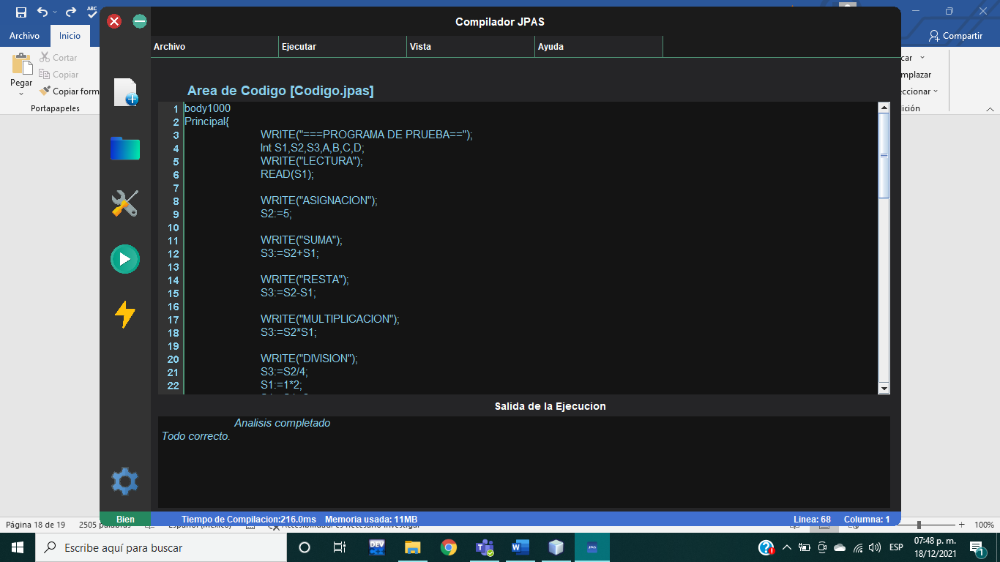 ABC
Compilador JPAS
Archivo
Inicio
Compartir
Archivo
Ejecutar
Vista
Ayuda
Cortar
Copiar
Pegar
Copiar form
Portapapeles
car
mplazar
eccionar
ición
Area de Codigo [Codigo.jpas]
1 body1000
2 Principal{
3 WRITE("===PROGRAMA DE PRUEBA==");
4 Int S1,S2,S3,A,B,C,D;
5 WRITE("LECTURA");
6 READ(S1);
7
8 WRITE("ASIGNACION");
9 S2:=5;
10
11 WRITE("SUMA");
12 S3:=S2+S1;
13
14 WRITE("RESTA");
15 S3:=S2-S1;
16
17 WRITE("MULTIPLICACION");
18 S3:=S2*S1;
19
20 WRITE("DIVISION");
21 S3:=S2/4;
22 S1:=1*2;
Salida de la Ejecucion
Analisis completado
Todo correcto.
Bien
Tiempo de Compilacion:216.0ms Memoria usada: 11MB
Linea: 68 Columna: 1
Página 18 de 19 2505 palabras
100%
Escribe aquí para buscar
DEV
ESP
07:48 p. m.
18/12/2021
1